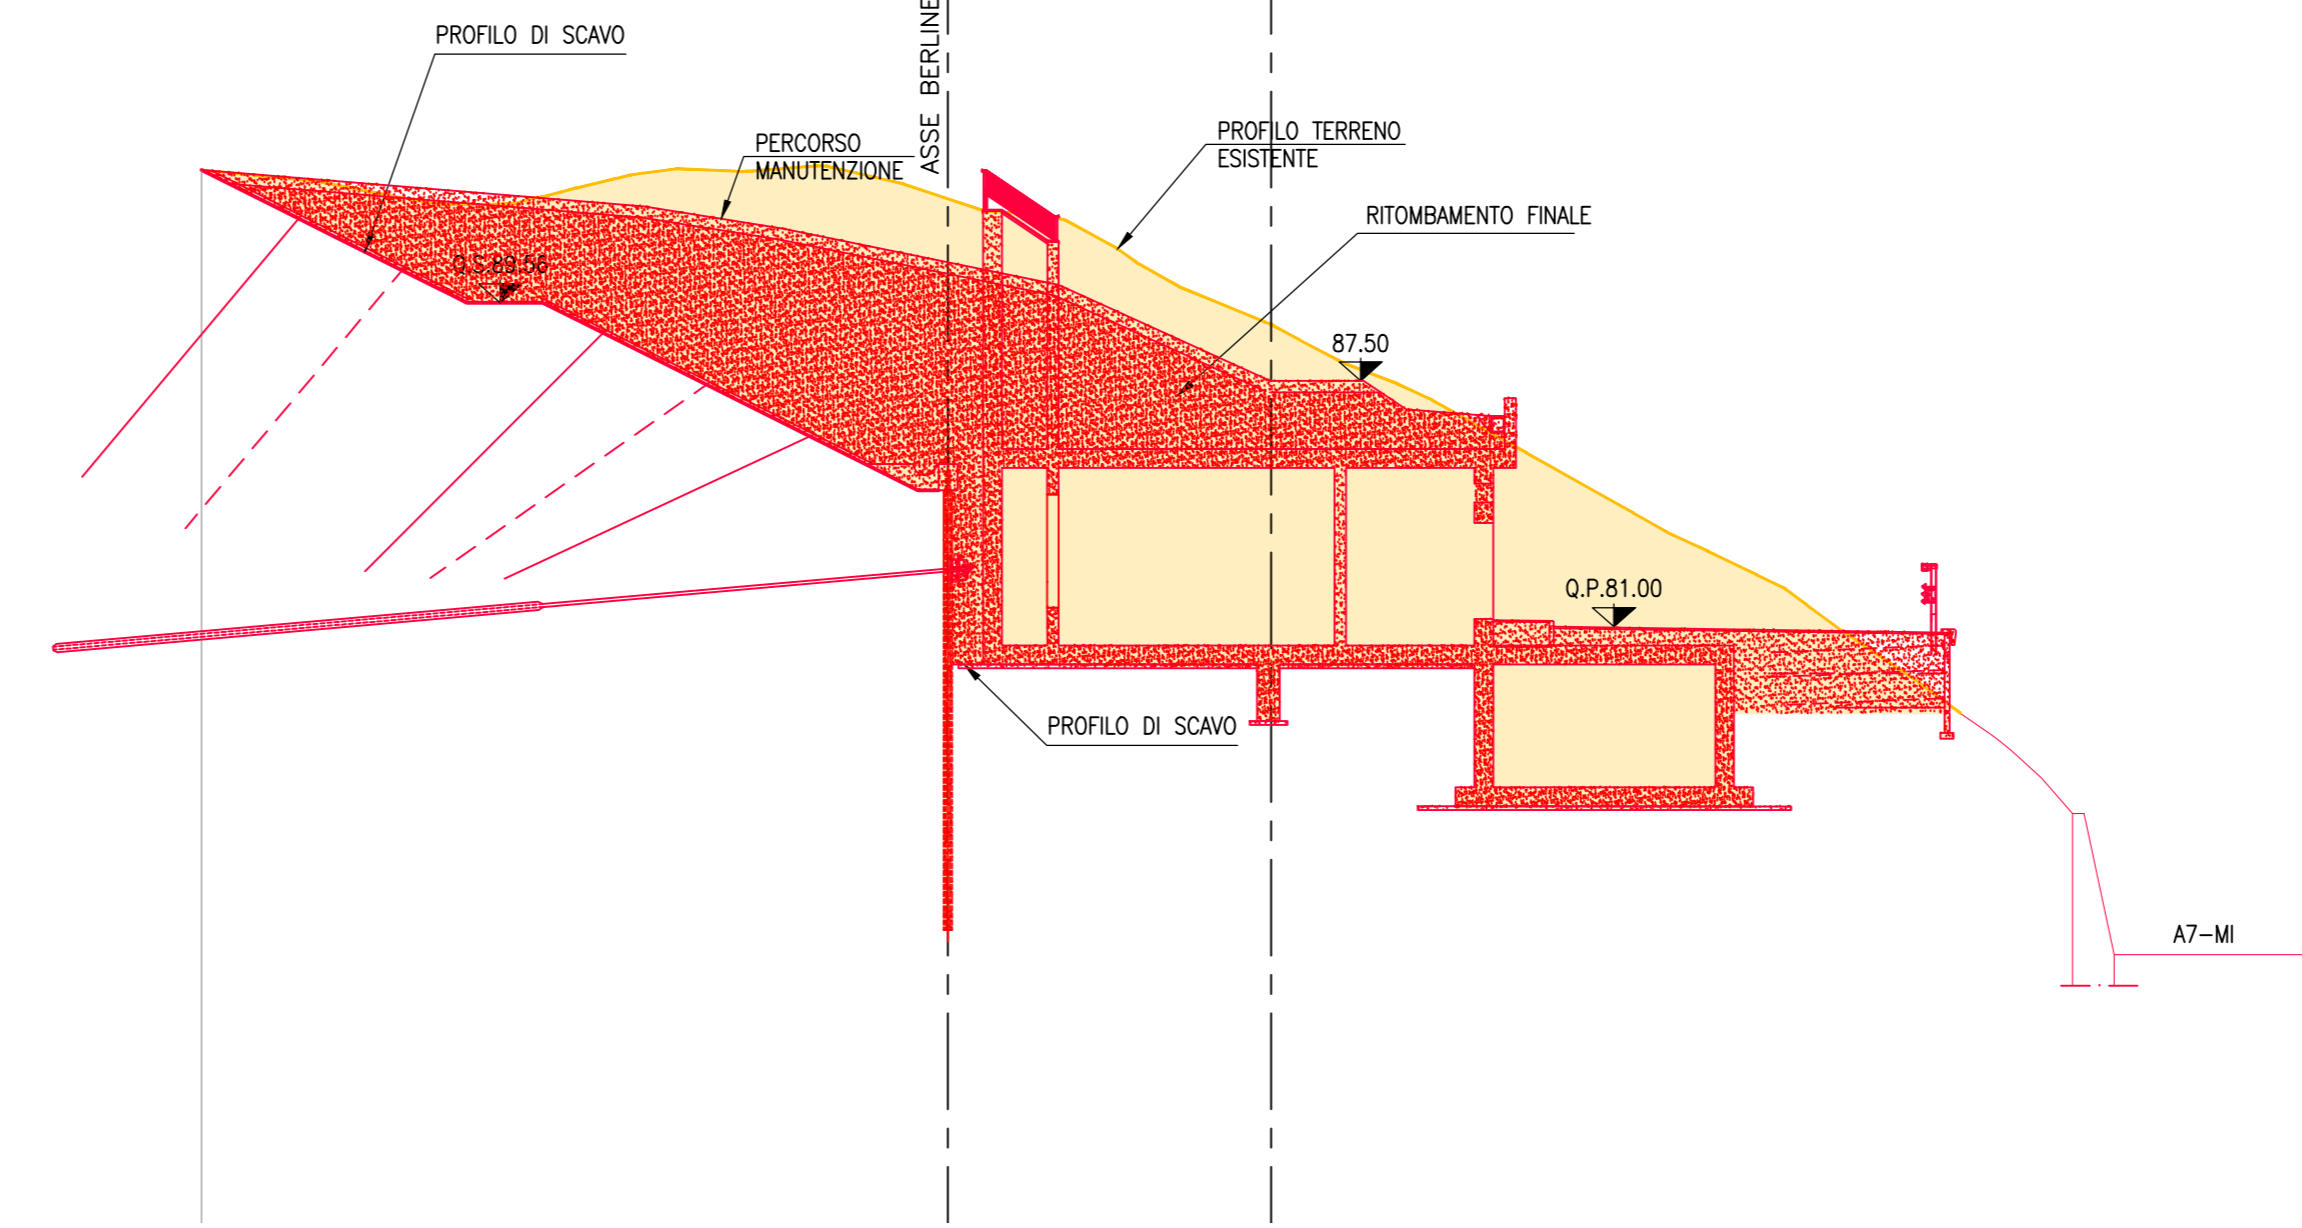 PROFILO DI SCAVO
ASSE BERLINE
PERCORSO
MANUTENZIONE
PROFILO TERRENO
ESISTENTE
RITOMBAMENTO FINALE
Q.S.89.56
87.50
Q.P.81.00
PROFILO DI SCAVO
A7-MI